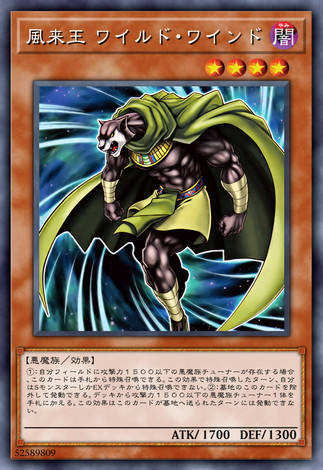 風来王 ワイルド・ワインド
闇
やみ
【悪魔族／効果】
①：自分フィールドに攻撃力１５００以下の悪魔族チューナーが存在する場合、
このカードは手札から特殊召喚できる。この効果で特殊召喚したターン、自分
はSモンスターしかEXデッキから特殊召喚できない。②：墓地のこのカードを除
外して発動できる。デッキから攻撃力１５００以下の悪魔族チューナー１体を
手札に加える。この効果はこのカードが墓地へ送られたターンには発動できな
い。
ATK/1700 DEF/1300
52589809